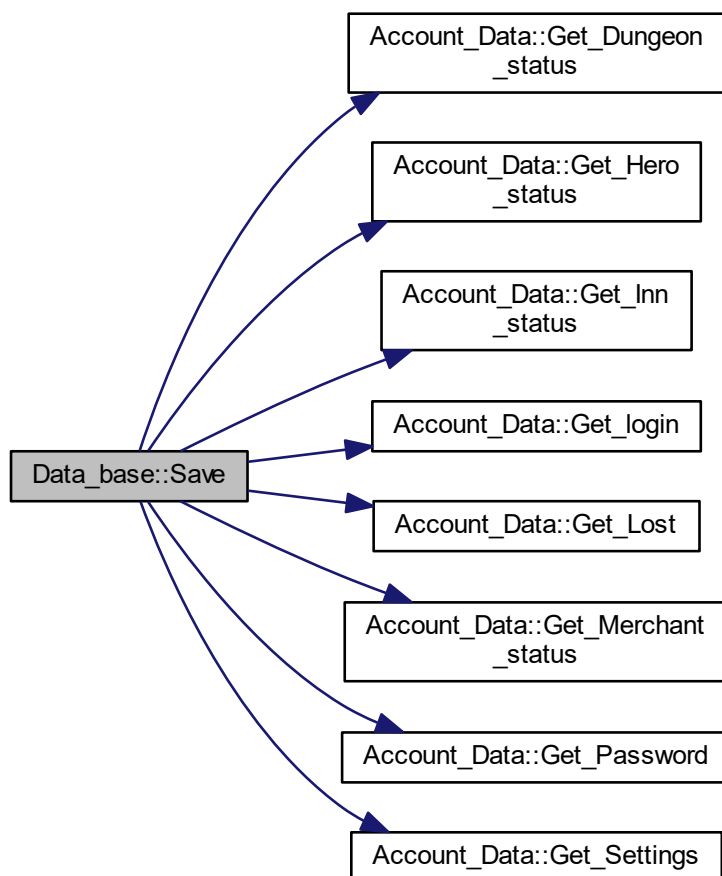 Account_Data::Get_Dungeon
_status
Account_Data::Get_Hero
_status
Account_Data::Get_Inn
_status
Account_Data::Get_login
Data_base::Save
Account_Data::Get_Lost
Account_Data::Get_Merchant
_status
Account_Data::Get_Password
Account_Data::Get_Settings